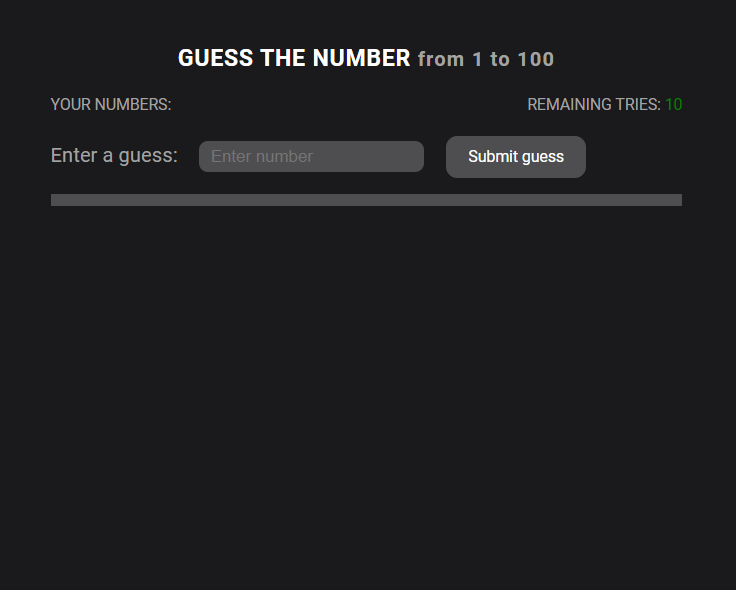 GUESS THE NUMBER from 1 to 100
YOUR NUMBERS: REMAINING TRIES: 10
Enter a guess: Enter number Submit guess